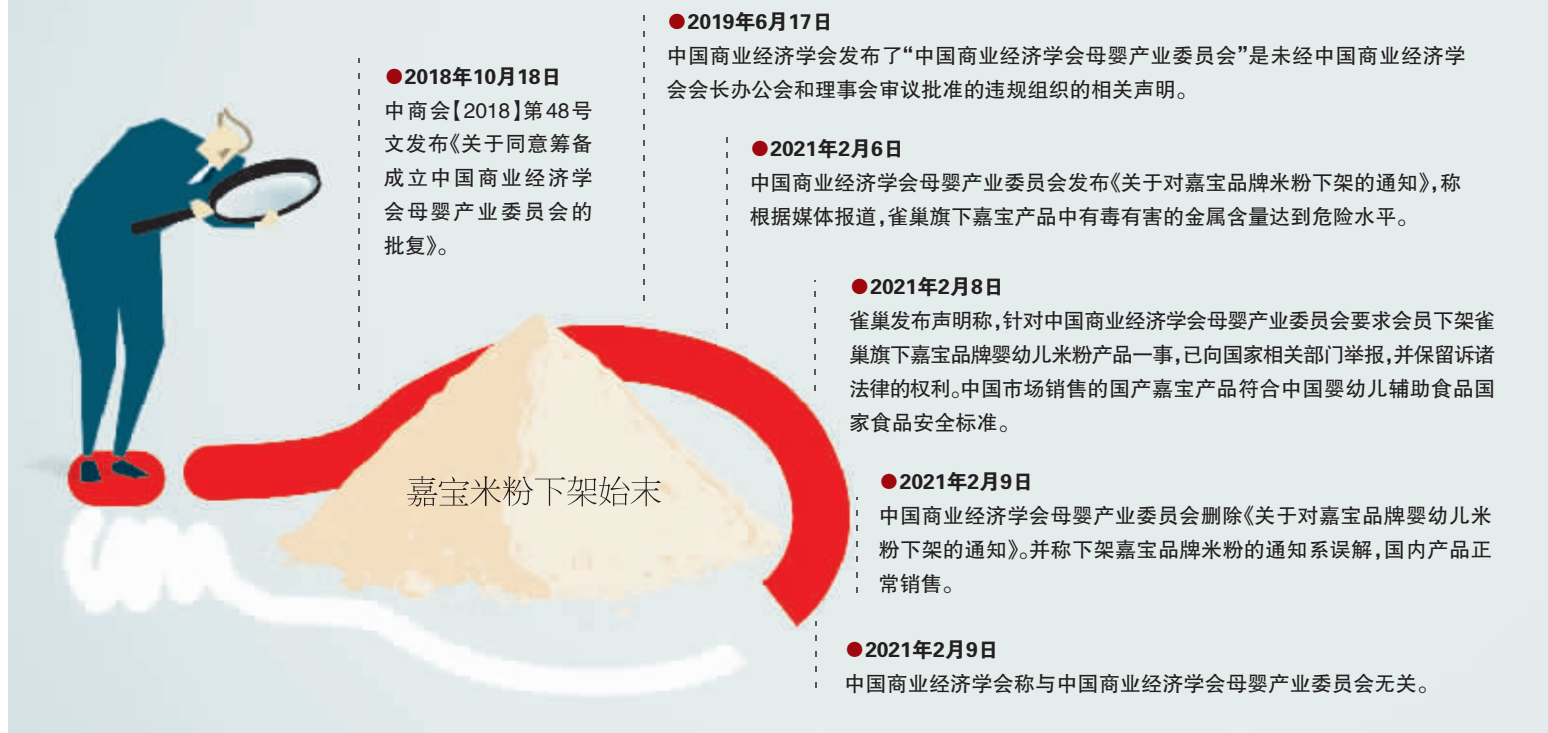 ●2018年10月18日
中商会【2018】第48号
文发布《关于同意筹备
成立中国商业经济学
会母婴产业委员会的
批复》。
●2019年6月17日
中国商业经济学会发布了“中国商业经济学会母婴产业委员会”是未经中国商业经济学
会会长办公会和理事会审议批准的违规组织的相关声明。
●2021年2月6日
中国商业经济学会母婴产业委员会发布《关于对嘉宝品牌米粉下架的通知》,称
根据媒体报道,雀巢旗下嘉宝产品中有毒有害的金属含量达到危险水平。
●2021年2月8日
雀巢发布声明称,针对中国商业经济学会母婴产业委员会要求会员下架雀
巢旗下嘉宝品牌婴幼儿米粉产品一事,已向国家相关部门举报,并保留诉诸
法律的权利。中国市场销售的国产嘉宝产品符合中国婴幼儿辅助食品国
家食品安全标准。
●2021年2月9日
中国商业经济学会母婴产业委员会删除《关于对嘉宝品牌婴幼儿米
粉下架的通知》。并称下架嘉宝品牌米粉的通知系误解,国内产品正
常销售。
●2021年2月9日
中国商业经济学会称与中国商业经济学会母婴产业委员会无关。
嘉宝米粉下架始末